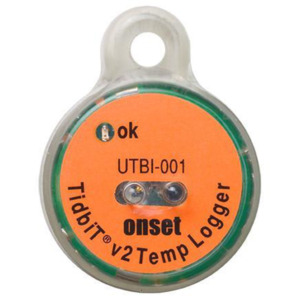 ok
UTBI-001
onset
TidbiT® v2 Temp Logger